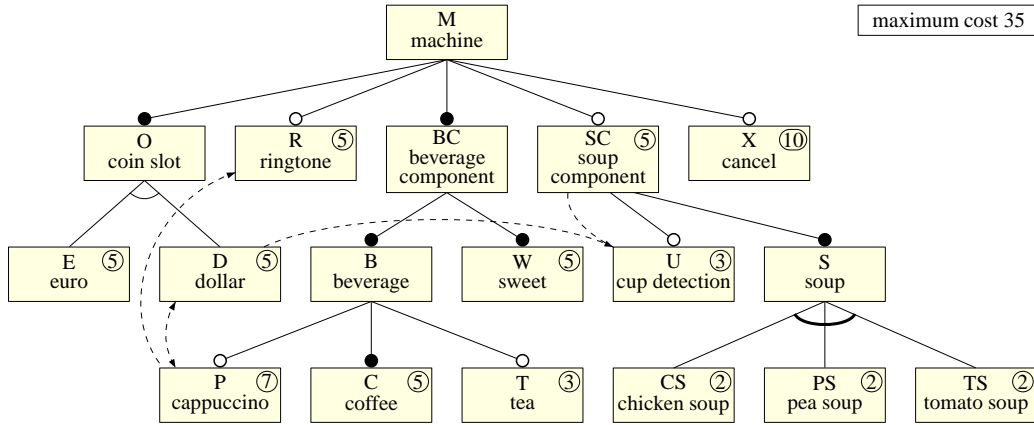 M
machine
maximum cost 35
O
coin slot
R 5
ringtone
BC
beverage
component
SC 5
soup
component
X 10
cancel
E 5
euro
D 5
dollar
B
beverage
W 5
sweet
U 3
cup detection
S
soup
P 7
cappuccino
C 5
coffee
T 3
tea
CS 2
chicken soup
PS 2
pea soup
TS 2
tomato soup